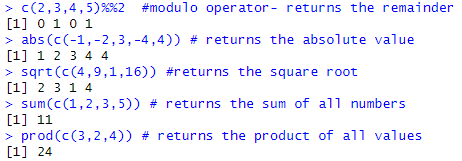 > c(2,3,4,5)%%2  #modulo operator- returns the remainder
[1] 0 1 0 1
> abs(c(-1,-2,3,-4,4)) # returns the absolute value
[1] 1 2 3 4 4
> sqrt(c(4,9,1,16)) #returns the square root
[1] 2 3 1 4
> sum(c(1,2,3,5)) # returns the sum of all numbers
[1] 11
> prod(c(3,2,4)) # returns the product of all values
[1] 24